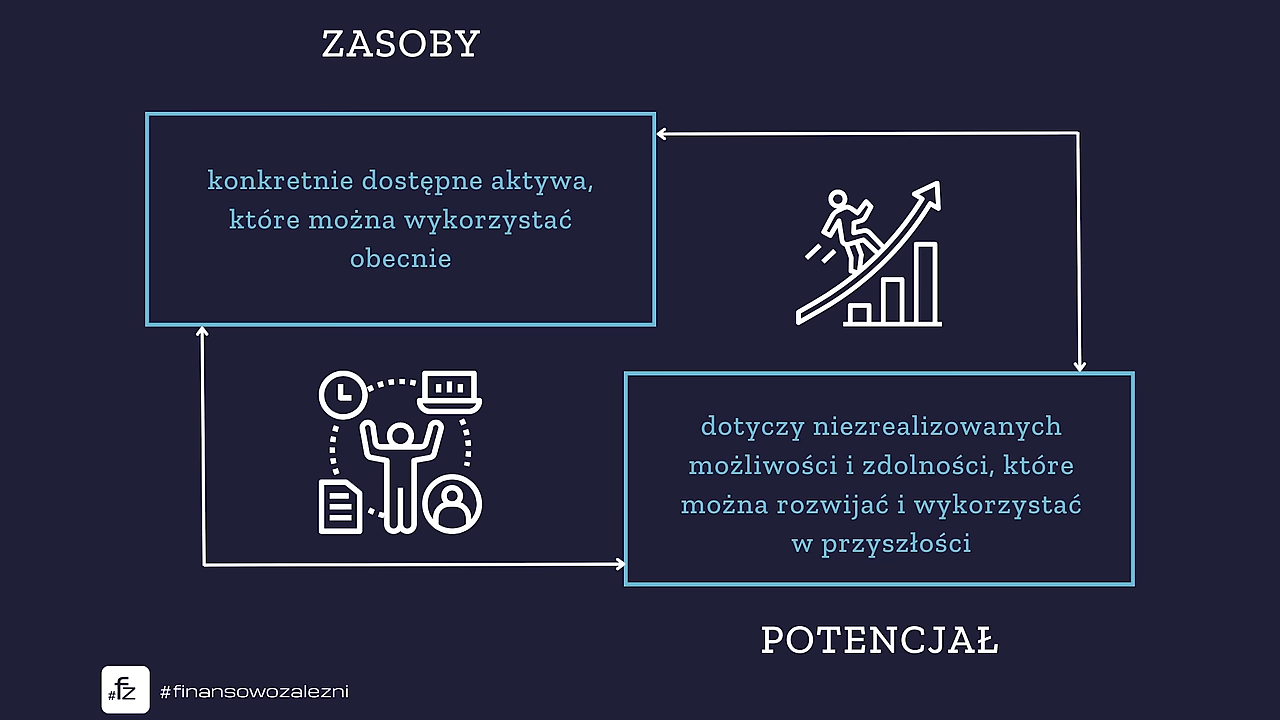 ZASOBY
konkretnie dostępne aktywa,
które można wykorzystać
obecnie
dotyczy niezrealizowanych
możliwości i zdolności, które
można rozwijać i wykorzystać
w przyszłości
POTENCJAŁ
#fz #finansowozalezni